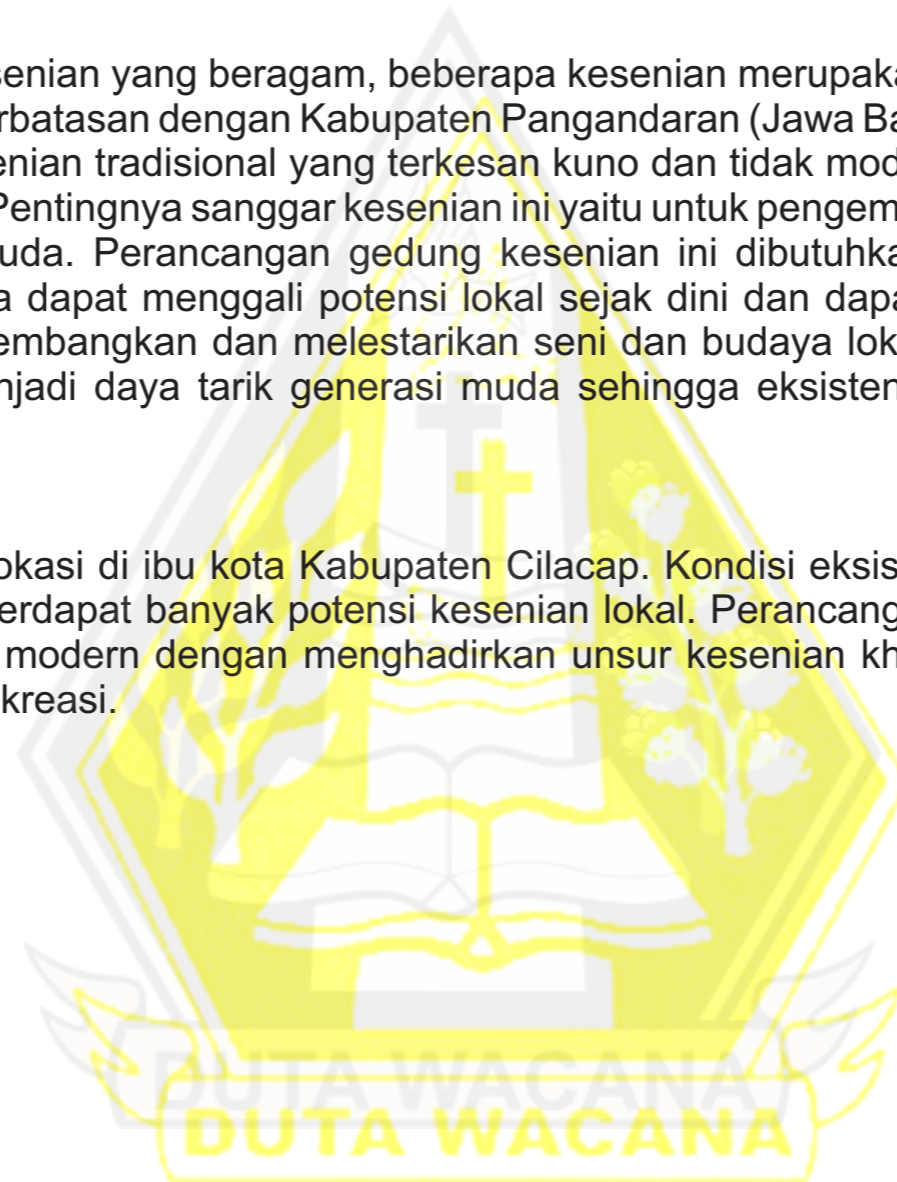 senian yang beragam, beberapa kesenian merupaka
rbatasan dengan Kabupaten Pangandaran (Jawa Ba
enian tradisional yang terkesan kuno dan tidak mod
Pentingnya sanggar kesenian ini yaitu untuk pengem
uda. Perancangan gedung kesenian ini dibutuhka
a dapat menggali potensi lokal sejak dini dan dapa
embangkan dan melestarikan seni dan budaya lok
njadi daya tarik generasi muda sehingga eksisten
okasi di ibu kota Kabupaten Cilacap. Kondisi eksis
erdapat banyak potensi kesenian lokal. Perancang
modern dengan menghadirkan unsur kesenian kh
kreasi.
DUTA WACANA
DUTA WACANA